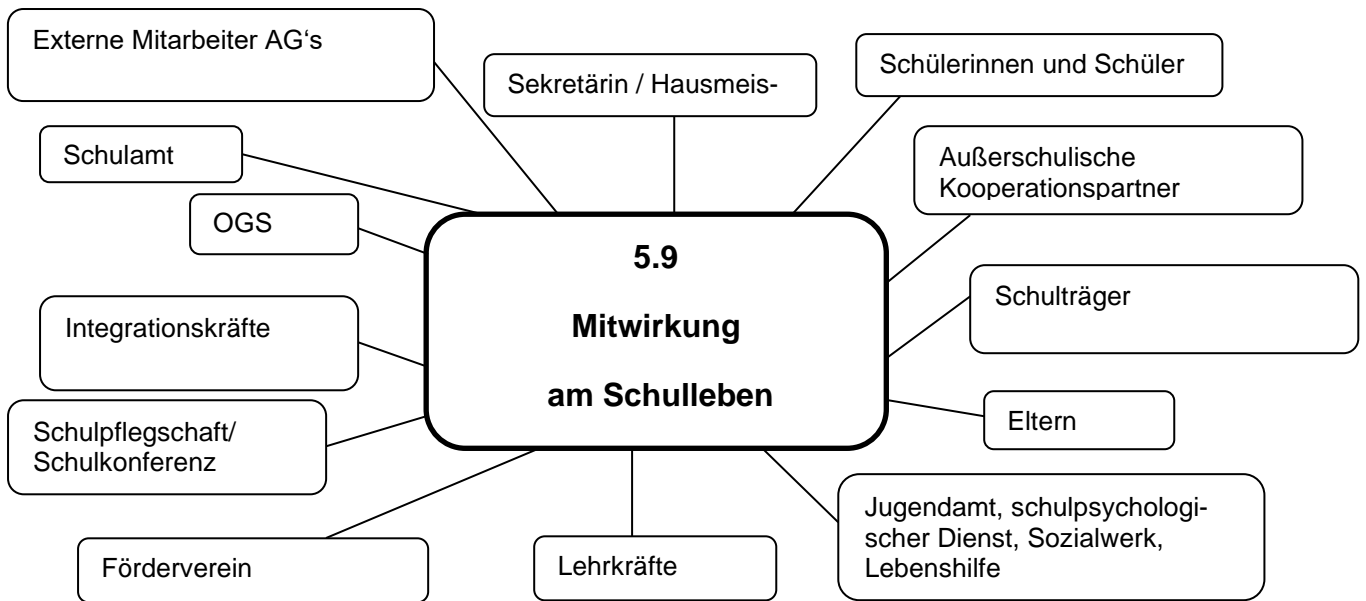 Externe Mitarbeiter AG‘s
Sekretärin / Hausmeis-
Schülerinnen und Schüler
Schulamt
Außerschulische
Kooperationspartner
OGS
5.9
Mitwirkung
am Schulleben
Schulträger
Integrationskräfte
Eltern
Schulpflegschaft/
Schulkonferenz
Jugendamt, schulpsychologi-
scher Dienst, Sozialwerk,
Lebenshilfe
Förderverein
Lehrkräfte